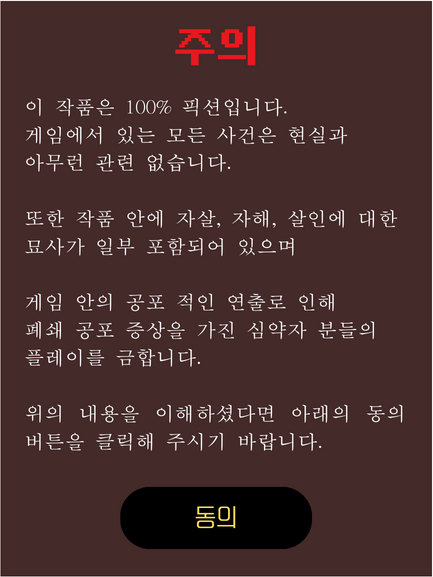 주의
이 작품은 100% 픽션입니다.
게임에서 있는 모든 사건은 현실과
아무런 관련 없습니다.
또한 작품 안에 자살, 자해, 살인에 대한
묘사가 일부 포함되어 있으며
게임 안의 공포 적인 연출로 인해
폐쇄 공포 증상을 가진 심약자 분들의
플레이를 금합니다.
위의 내용을 이해하셨다면 아래의 동의
버튼을 클릭해 주시기 바랍니다.
동의